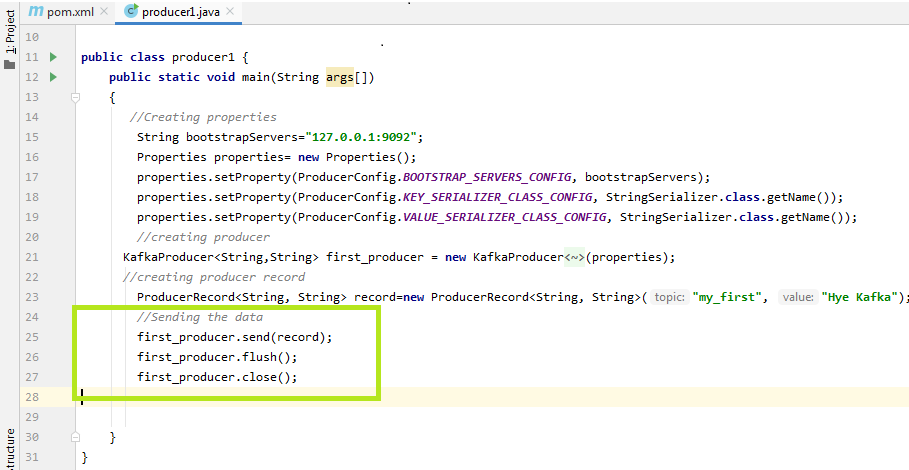 pom.xml producer1.java
1: Project
10
11 public class producer1 {
12 public static void main(String args[])
13 {
14 //Creating properties
15 String bootstrapServers="127.0.0.1:9092";
16 Properties properties= new Properties();
17 properties.setProperty(ProducerConfig.BOOTSTRAP_SERVERS_CONFIG, bootstrapServers);
18 properties.setProperty(ProducerConfig.KEY_SERIALIZER_CLASS_CONFIG, StringSerializer.class.getName());
19 properties.setProperty(ProducerConfig.VALUE_SERIALIZER_CLASS_CONFIG, StringSerializer.class.getName());
20 //creating producer
21 KafkaProducer<String,String> first_producer = new KafkaProducer<~>(properties);
22 //creating producer record
23 ProducerRecord<String, String> record=new ProducerRecord<String, String>( topic: "my_first", value: "Hye Kafka");
24 //Sending the data
25 first_producer.send(record);
26 first_producer.flush();
27 first_producer.close();
28
29
30 }
31 }
ructure